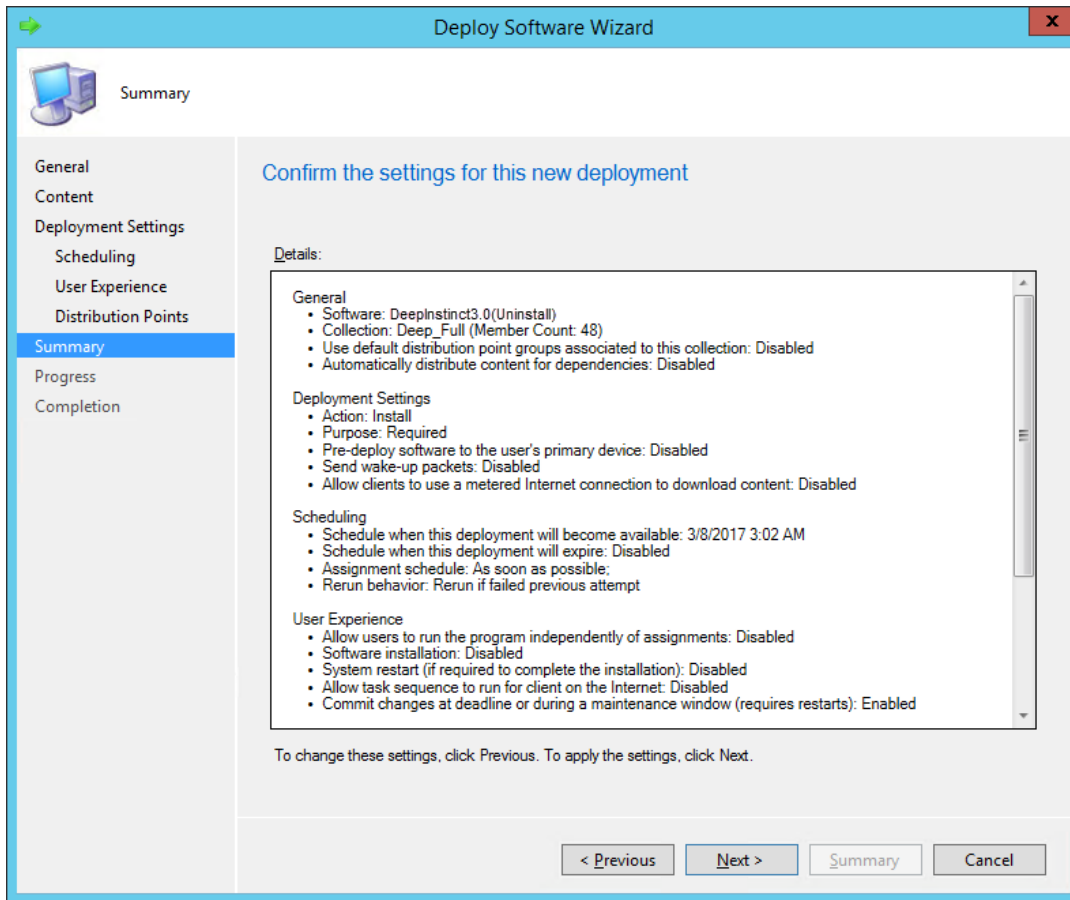 Deploy Software Wizard
x
Summary
General
Content
Deployment Settings
Scheduling
User Experience
Distribution Points
Summary
Progress
Completion
Confirm the settings for this new deployment
Details:
General
• Software: DeepInstinct3.0(Uninstall)
• Collection: Deep_Full (Member Count: 48)
• Use default distribution point groups associated to this collection: Disabled
• Automatically distribute content for dependencies: Disabled
Deployment Settings
• Action: Install
• Purpose: Required
• Pre-deploy software to the user's primary device: Disabled
• Send wake-up packets: Disabled
• Allow clients to use a metered Internet connection to download content: Disabled
Scheduling
• Schedule when this deployment will become available: 3/8/2017 3:02 AM
• Schedule when this deployment will expire: Disabled
• Assignment schedule: As soon as possible;
• Rerun behavior: Rerun if failed previous attempt
User Experience
• Allow users to run the program independently of assignments: Disabled
• Software installation: Disabled
• System restart (if required to complete the installation): Disabled
• Allow task sequence to run for client on the Internet: Disabled
• Commit changes at deadline or during a maintenance window (requires restarts): Enabled
To change these settings, click Previous. To apply the settings, click Next.
< Previous
Next >
Summary
Cancel